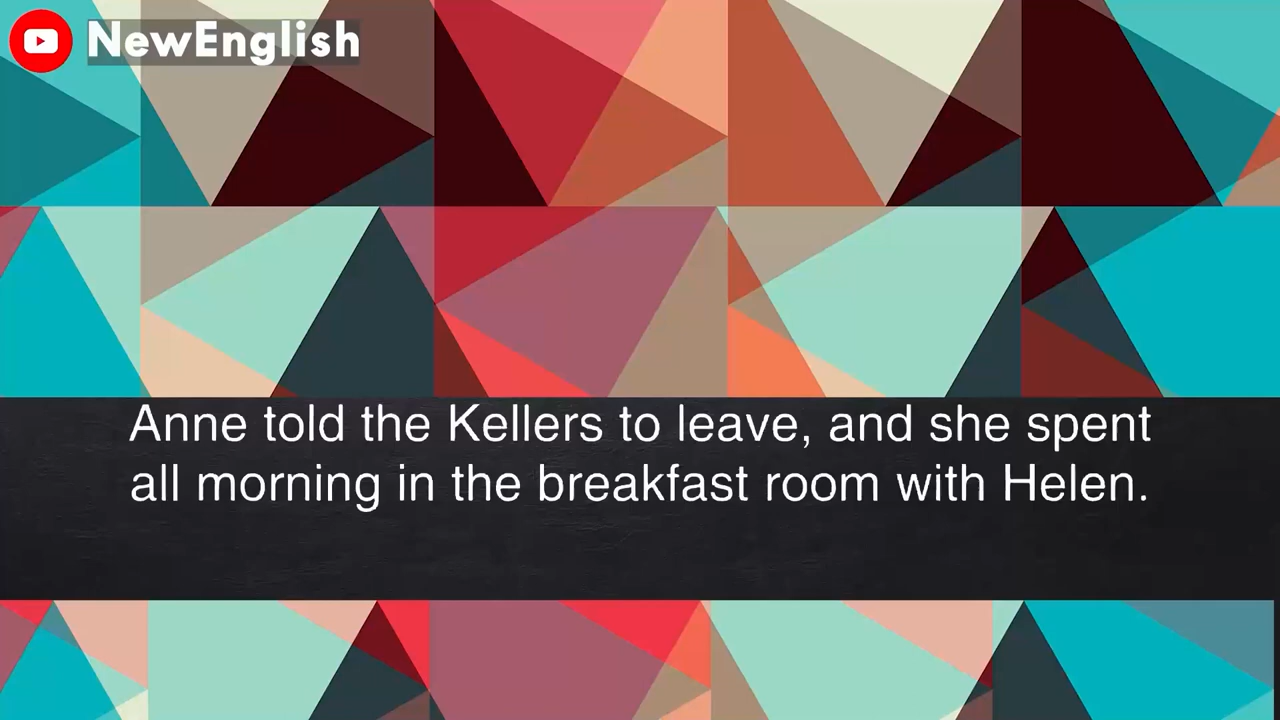 NewEnglish
Anne told the Kellers to leave, and she spent
all morning in the breakfast room with Helen.